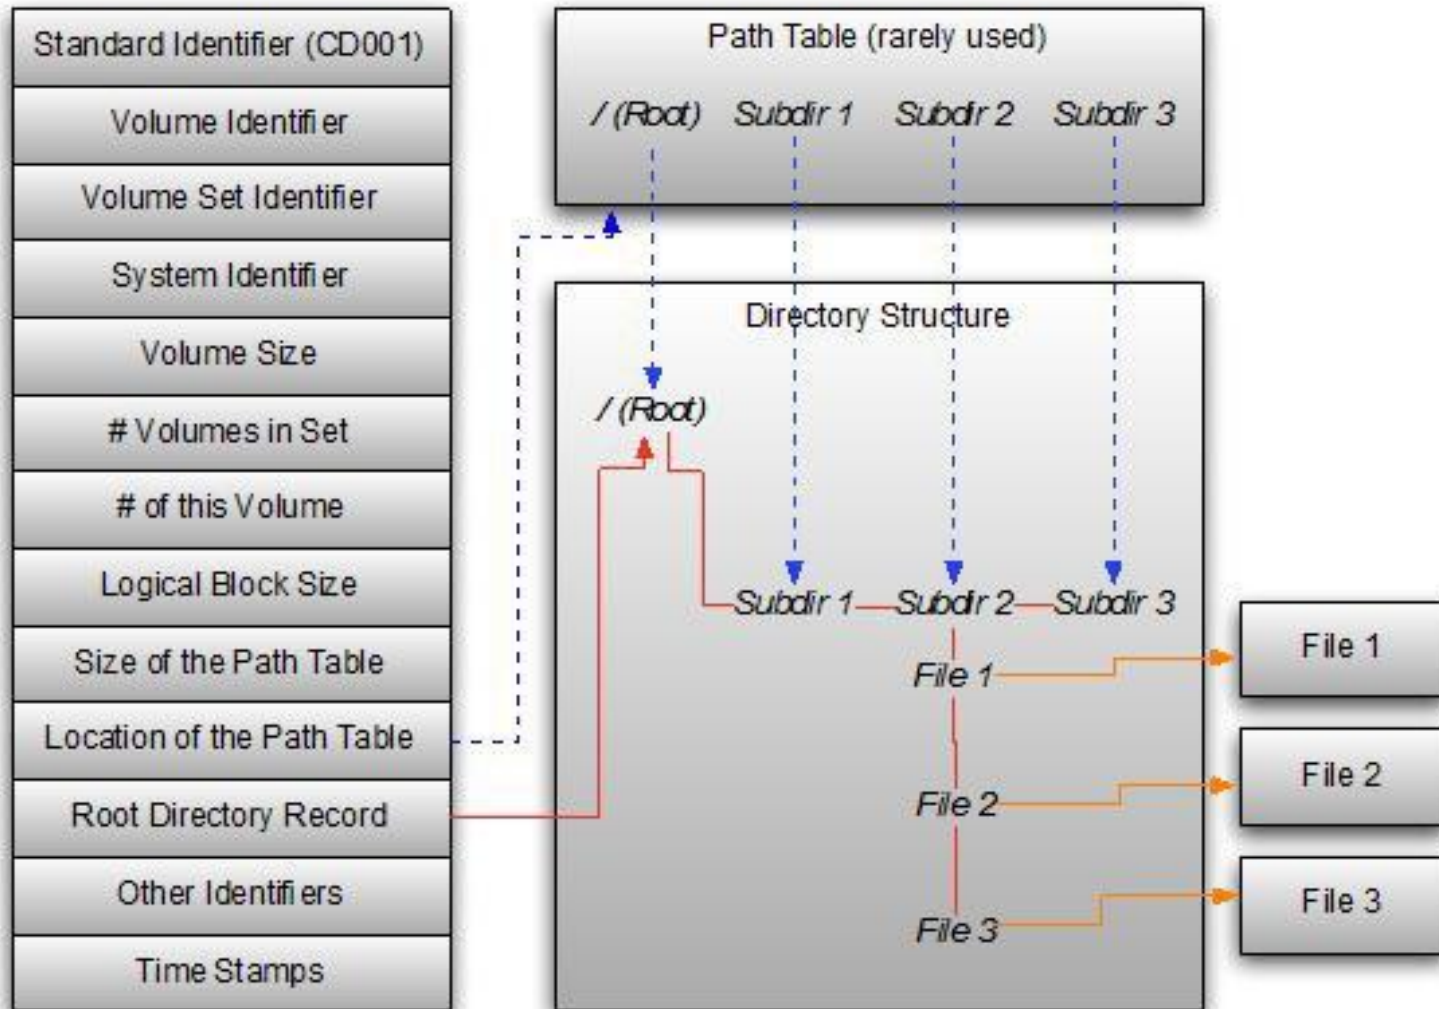 Standard Identifier (CD001)
Volume Identifier
Volume Set Identifier
System Identifier
Volume Size
# Volumes in Set
# of this Volume
Logical Block Size
Size of the Path Table
Location of the Path Table
Root Directory Record
Other Identifiers
Time Stamps
Path Table (rarely used)
/ (Root) Subdir 1 Subdir 2 Subdir 3
Directory Structure
/ (Root)
Subdir 1 Subdir 2 Subdir 3
File 1
File 2
File 3
File 1
File 2
File 3